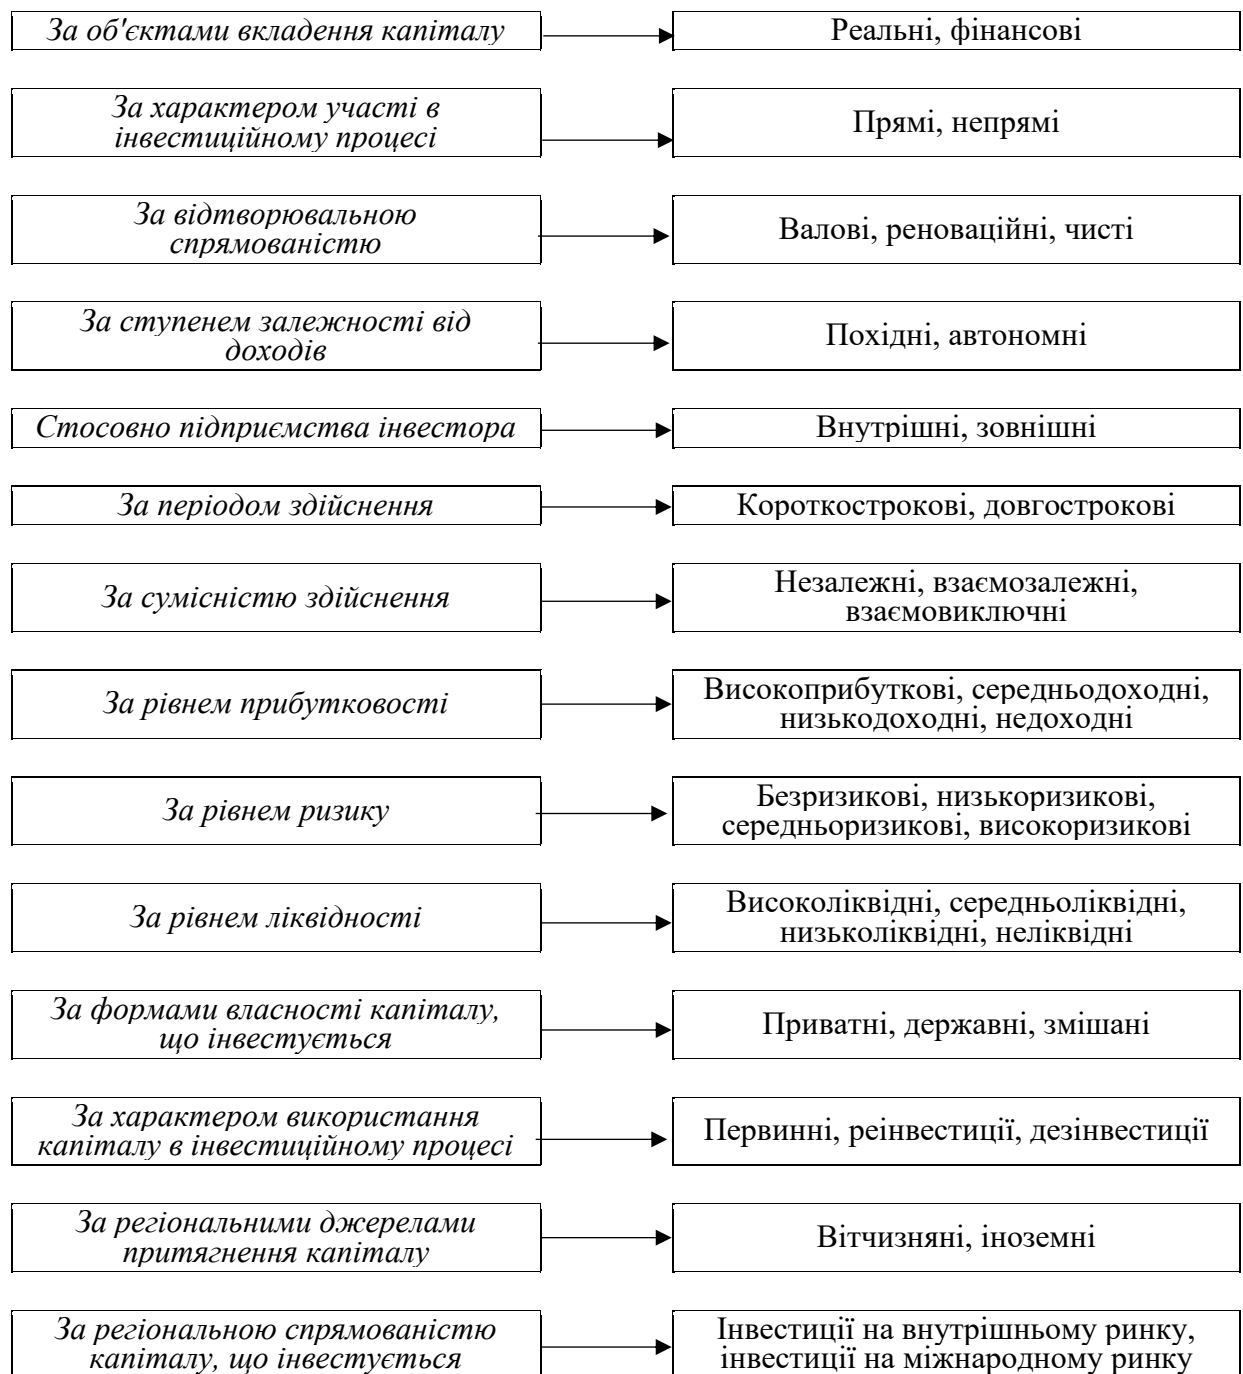 За об'єктами вкладення капіталу
Реальні, фінансові
За характером участі в
інвестиційному процесі
Прямі, непрямі
За відтворювальною
спрямованістю
Валові, реноваційні, чисті
За ступенем залежності від
доходів
Похідні, автономні
Стосовно підприємства інвестора
Внутрішні, зовнішні
За періодом здійснення
Короткострокові, довгострокові
За сумісністю здійснення
Незалежні, взаємозалежні,
взаємовиключні
За рівнем прибутковості
Високоприбуткові, середньодоходні,
низькодоходні, недоходні
За рівнем ризику
Безризикові, низькоризикові,
середньоризикові, високоризикові
За рівнем ліквідності
Високоліквідні, середньоліквідні,
низьколіквідні, неліквідні
За формами власності капіталу,
що інвестується
Приватні, державні, змішані
За характером використання
капіталу в інвестиційному процесі
Первинні, реінвестиції, дезінвестиції
За регіональними джерелами
притягнення капіталу
Вітчизняні, іноземні
За регіональною спрямованістю
капіталу, що інвестується
Інвестиції на внутрішньому ринку,
інвестиції на міжнародному ринку